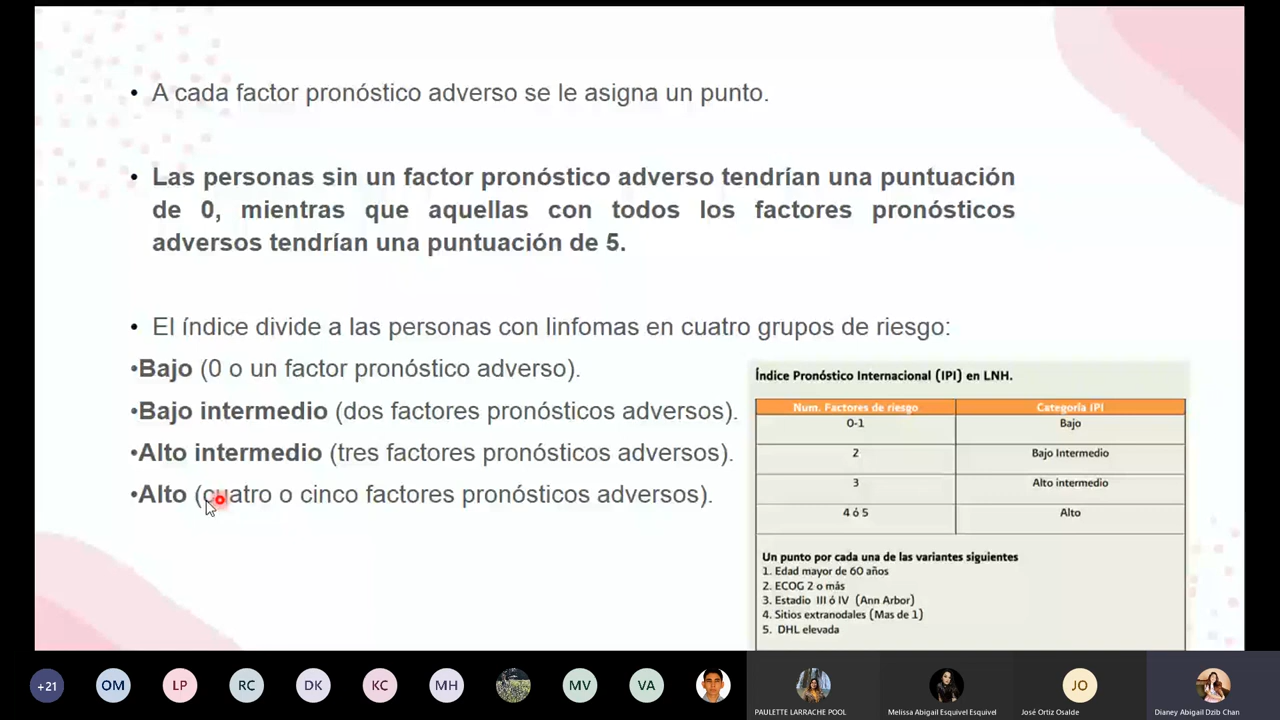 • A cada factor pronóstico adverso se le asigna un punto.
• Las personas sin un factor pronóstico adverso tendrían una puntuación
de 0, mientras que aquellas con todos los factores pronósticos
adversos tendrían una puntuación de 5.
• El índice divide a las personas con linfomas en cuatro grupos de riesgo:
•Bajo (0 o un factor pronóstico adverso).
•Bajo intermedio (dos factores pronósticos adversos).
•Alto intermedio (tres factores pronósticos adversos).
•Alto (cuatro o cinco factores pronósticos adversos).
Índice Pronóstico Internacional (IPI) en LNH.
Num. Factores de riesgo Categoría IPI
0-1 Bajo
2 Bajo Intermedio
3 Alto intermedio
4 ó 5 Alto
Un punto por cada una de las variantes siguientes
1. Edad mayor de 60 años
2. ECOG 2 o más
3. Estadio III ó IV (Ann Arbor)
4. Sitios extranodales (Mas de 1)
5. DHL elevada
+21 OM LP RC DK KC MH MV VA JO
PAULETTE LARRACHE POOL Melissa Abigail Esquivel Esquivel José Ortiz Osalde Dianey Abigail Dzib Chan